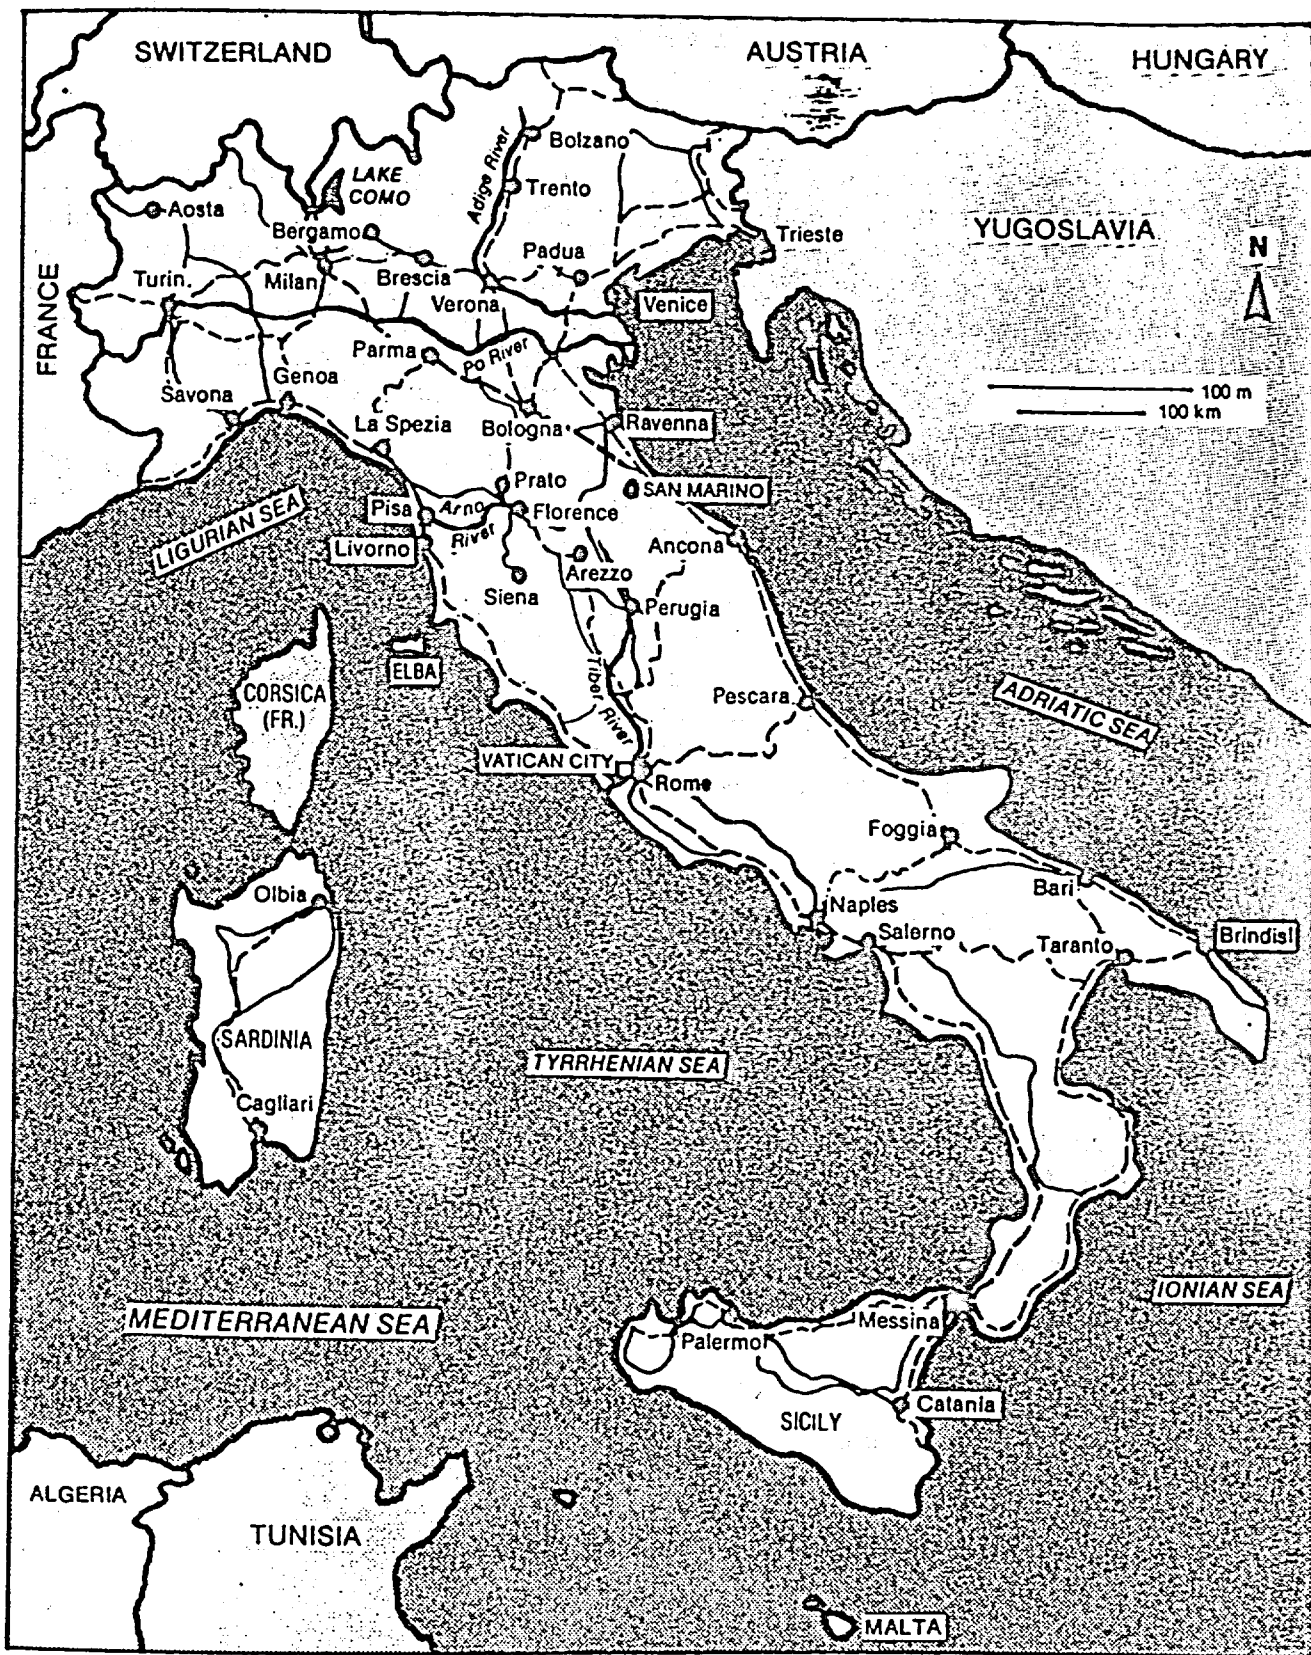 SWITZERLAND
AUSTRIA
HUNGARY
Bolzano
Adige River
LAKE
COMO
Trento
Aosta
Bergamo
YUGOSLAVIA
Trieste
N
Padua
FRANCE
Turin
Milan
Brescia
Verona
Venice
Parma
Po River
Genoa
Savona
100 m
100 km
La Spezia
Bologna
Ravenna
Prato
SAN MARINO
Pisa
Arno
River
Florence
LIGURIAN SEA
Livorno
Ancona
Arezzo
Siena
Perugia
ELBA
Tiber River
CORSICA
(FR.)
Pescara
ADRIATIC SEA
VATICAN CITY
Rome
Foggia
Olbia
Bari
Naples
Salerno
Taranto
Brindisi
SARDINIA
TYRRHENIAN SEA
Cagliari
IONIAN SEA
MEDITERRANEAN SEA
Messina
Palermo
Catania
SICILY
ALGERIA
TUNISIA
MALTA